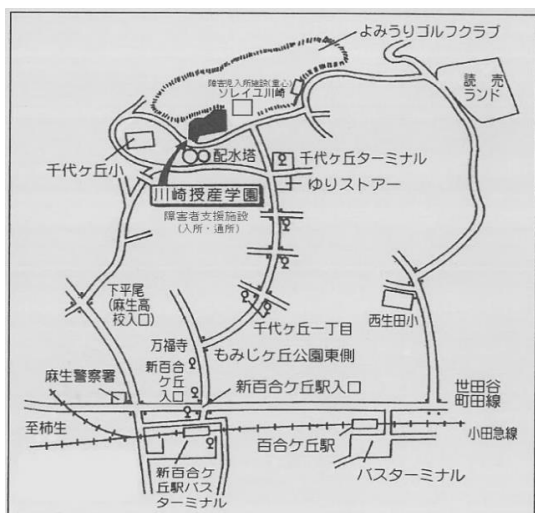 よみうりゴルフクラブ
障害児入所施設(重心)
ソレイユ川崎
読売
ランド
千代ケ丘小
配水塔
千代ケ丘ターミナル
川崎授産学園
ゆりストアー
障害者支援施設
(入所・通所)
下平尾
(麻生高
校入口)
西生田小
千代ケ丘一丁目
万福寺
もみじケ丘公園東側
新百合
ケ丘
入口
麻生警察署
新百合ケ丘駅入口
世田谷
町田線
至柿生
百合ケ丘駅
小田急線
新百合ケ
丘駅バス
ターミナル
バスターミナル